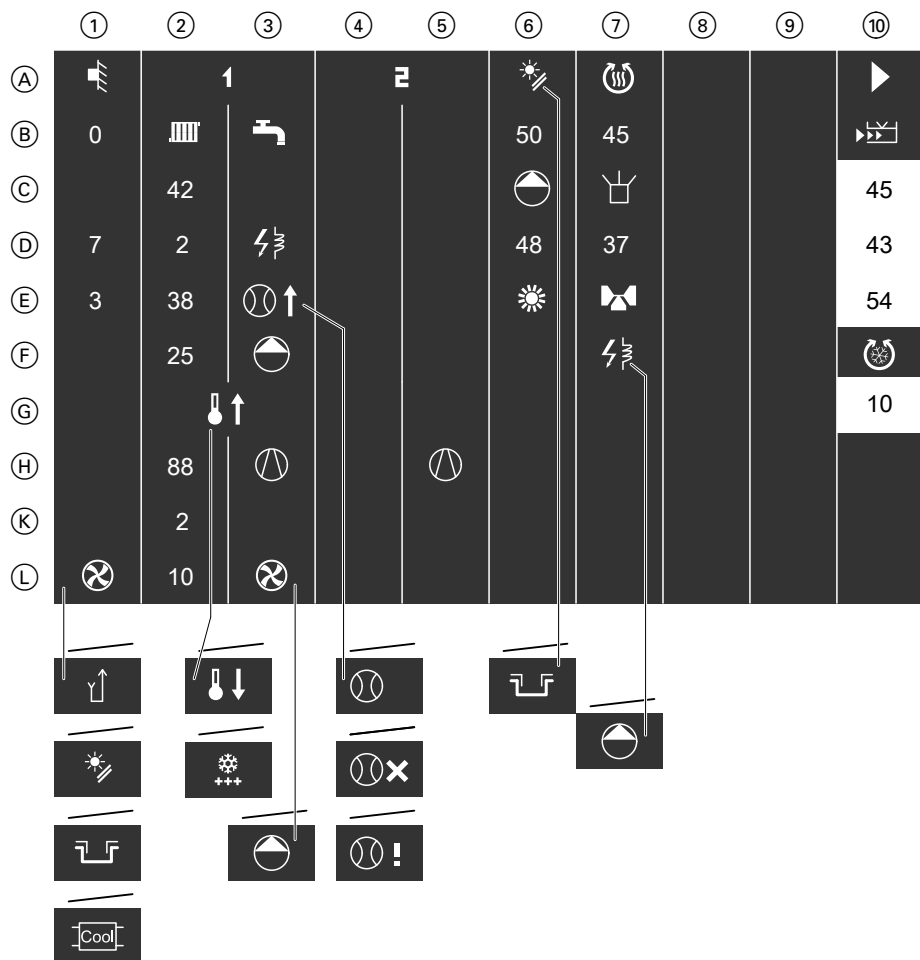 ① ② ③ ④ ⑤ ⑥ ⑦ ⑧ ⑨ ⑩
Ⓐ 1 2
Ⓑ 0 50 45
Ⓒ 42 45
Ⓓ 7 2 48 37 43
Ⓔ 3 38 54
Ⓕ 25
Ⓖ 10
Ⓗ 88
Ⓚ 2
Ⓛ 10
!
Cool